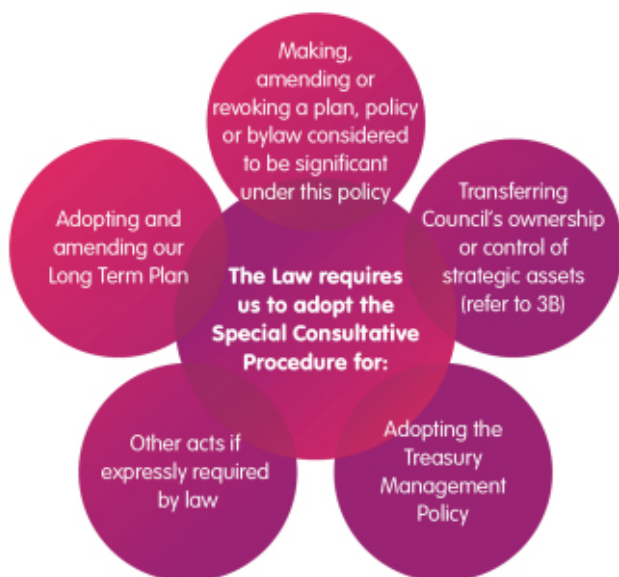 Making,
amending or
revoking a plan, policy
or bylaw considered
to be significant
under this policy
Adopting and
amending our
Long Term Plan
Transferring
Council's ownership
or control of
strategic assets
(refer to 3B)
The Law requires
us to adopt the
Special Consultative
Procedure for:
Other acts if
expressly required
by law
Adopting the
Treasury
Management
Policy